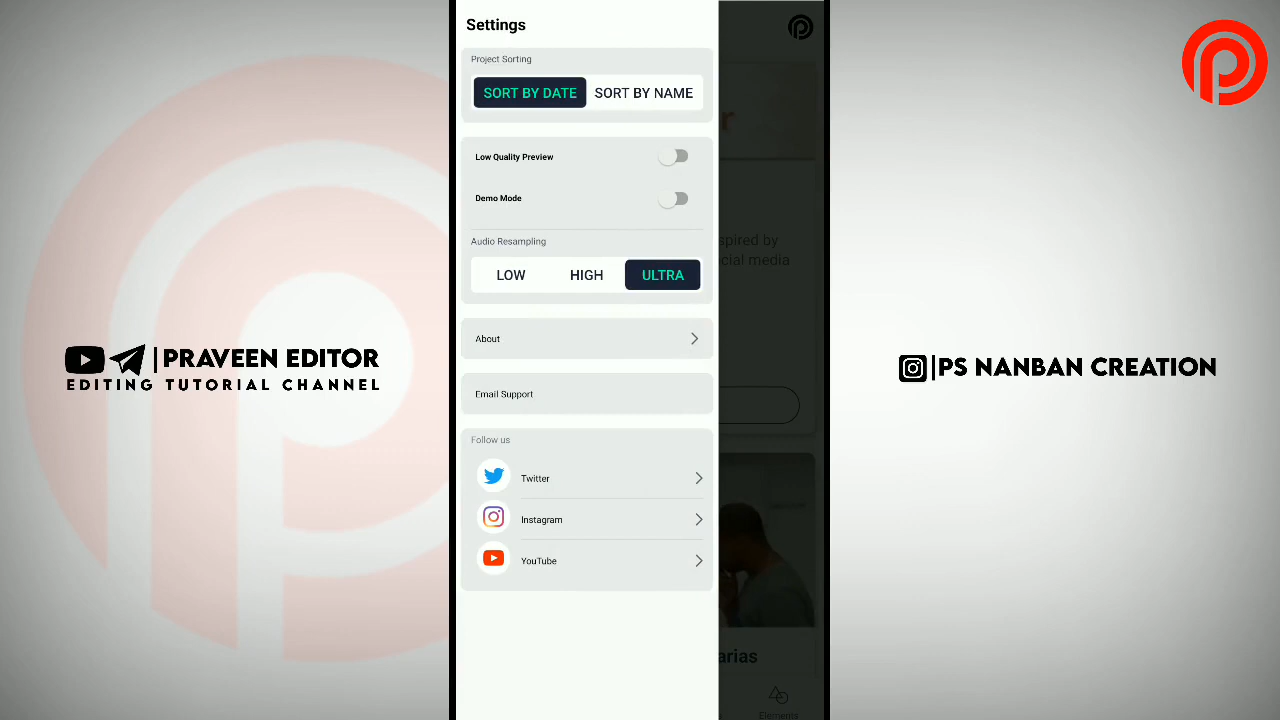 Settings
Project Sorting
SORT BY DATE
SORT BY NAME
Low Quality Preview
Demo Mode
Audio Resampling
LOW
HIGH
ULTRA
About
Email Support
Follow us
Twitter
Instagram
YouTube
r
spired by
cial media
arias
Elements
|PRAVEEN EDITOR
EDITING TUTORIAL CHANNEL
|PS NANBAN CREATION